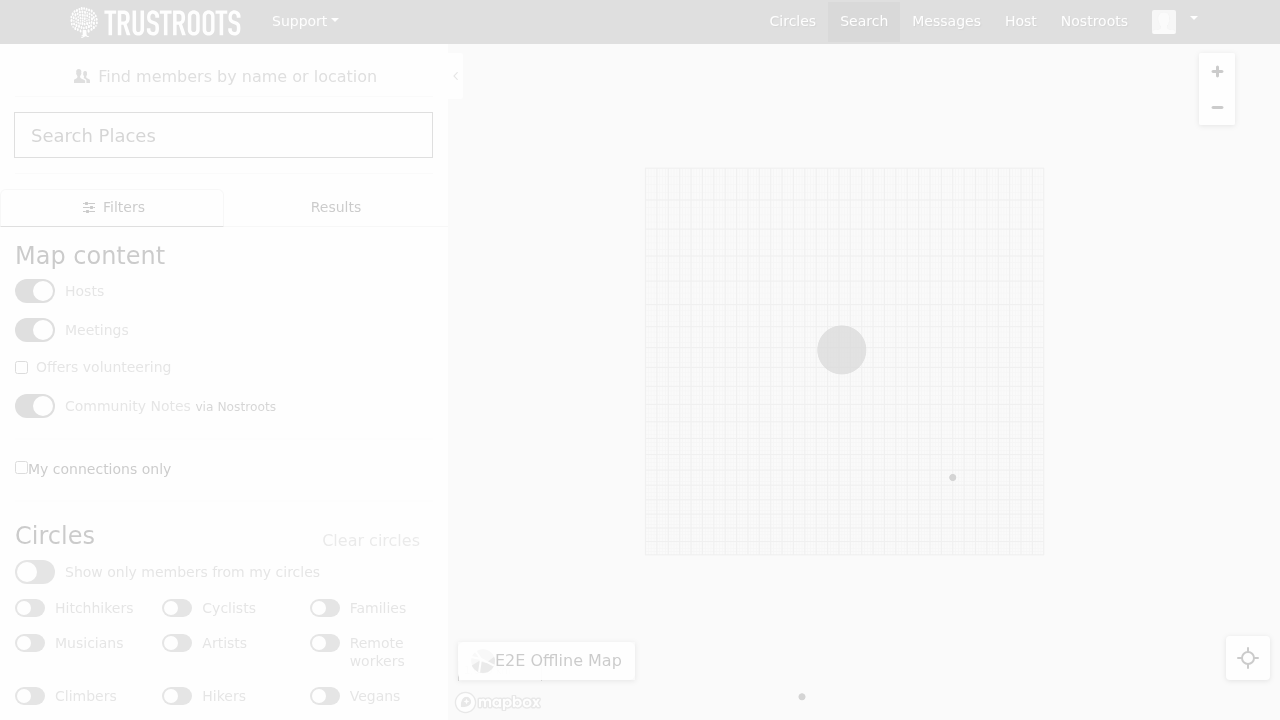 TRUSTROOTS Support Circles Search Messages Host Nostroots
Find members by name or location
Search Places
Filters Results
Map content
Hosts
Meetings
Offers volunteering
Community Notes via Nostroots
My connections only
Circles Clear circles
Show only members from my circles
Hitchhikers Cyclists Families
Musicians Artists Remote workers
Climbers Hikers Vegans
E2E Offline Map
mapbox